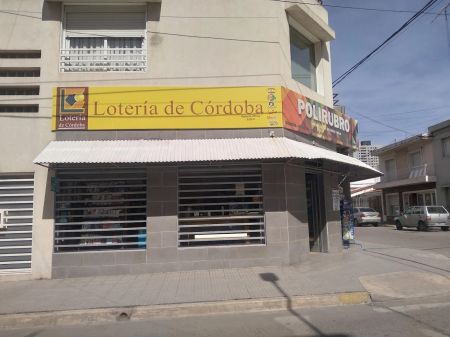 Lotería
de Córdoba
Lotería de Córdoba
POLIRUBRO